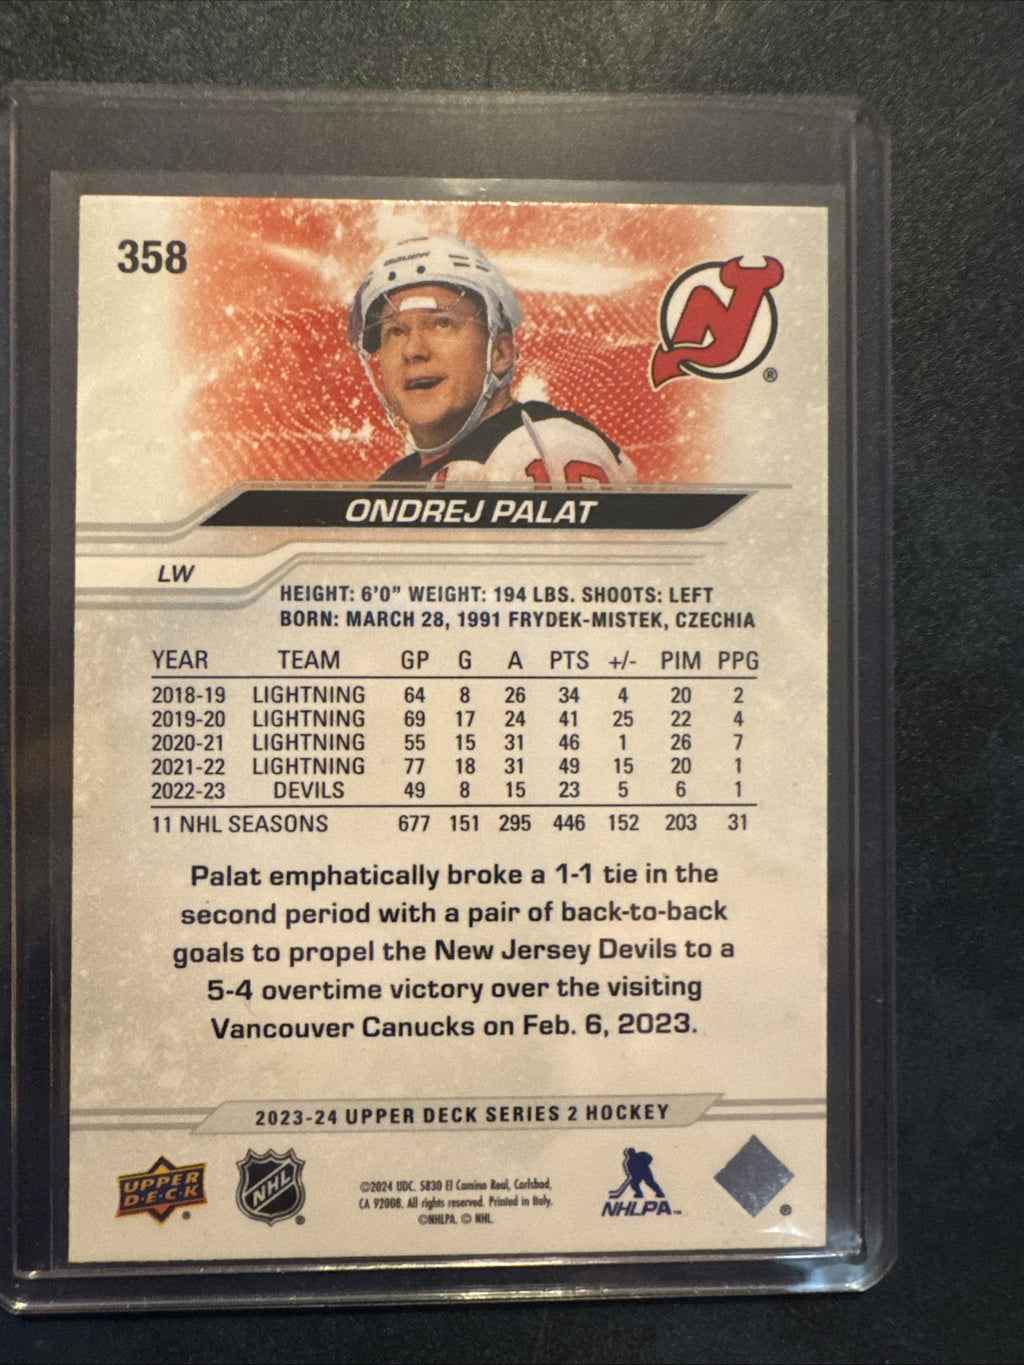 358
BAUER
NJ
®
18
ONDREJ PALAT
LW
HEIGHT: 6'0" WEIGHT: 194 LBS. SHOOTS: LEFT
BORN: MARCH 28, 1991 FRYDEK-MISTEK, CZECHIA
YEAR TEAM GP G A PTS +/- PIM PPG
2018-19 LIGHTNING 64 8 26 34 4 20 2
2019-20 LIGHTNING 69 17 24 41 25 22 4
2020-21 LIGHTNING 55 15 31 46 1 26 7
2021-22 LIGHTNING 77 18 31 49 15 20 1
2022-23 DEVILS 49 8 15 23 5 6 1
11 NHL SEASONS 677 151 295 446 152 203 31
Palat emphatically broke a 1-1 tie in the
second period with a pair of back-to-back
goals to propel the New Jersey Devils to a
5-4 overtime victory over the visiting
Vancouver Canucks on Feb. 6, 2023.
2023-24 UPPER DECK SERIES 2 HOCKEY
UPPER
D·E·C·K
®
NHL
®
©2024 UDC. 5830 El Camino Real, Carlsbad,
CA 92008. All rights reserved. Printed in Italy.
©NHLPA. © NHL.
NHLPA™
®